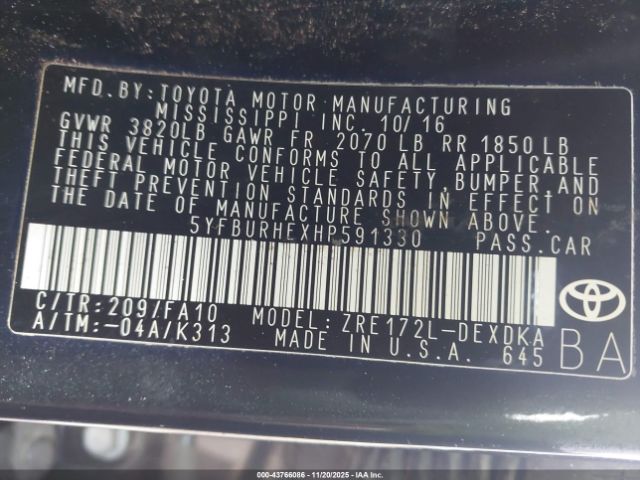 MFD.BY:TOYOTA MOTOR MANUFACTURING
MISSISSIPPI INC. 10/16
GVWR 3820LB GAWR FR 2070 LB RR 1850 LB
THIS VEHICLE CONFORMS TO ALL APPLICABLE
FEDERAL MOTOR VEHICLE SAFETY,BUMPER,AND
THEFT PREVENTION STANDARDS IN EFFECT ON
THE DATE OF MANUFACTURE SHOWN ABOVE.
5YFBURHEXHP591330 PASS.CAR
C/TR:209/FA10 MODEL:ZRE172L-DEXDKA
A/TM:-04A/K313 MADE IN U.S.A. 645
BA
000-43766086 - 11/20/2025 - IAA